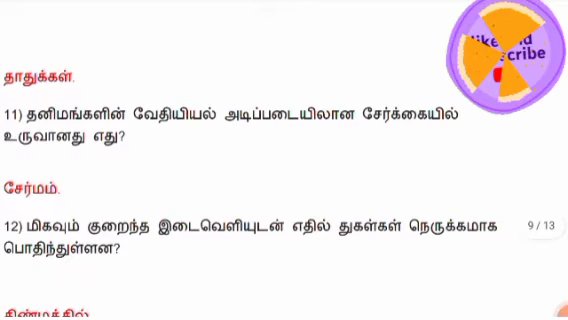 தாதுக்கள்.
11) தனிமங்களின் வேதியியல் அடிப்படையிலான சேர்க்கையில்
உருவானது எது?
சேர்மம்.
12) மிகவும் குறைந்த இடைவெளியுடன் எதில் துகள்கள் நெருக்கமாக
பொதிந்துள்ளன?
9 / 13
திண்மத்தில்